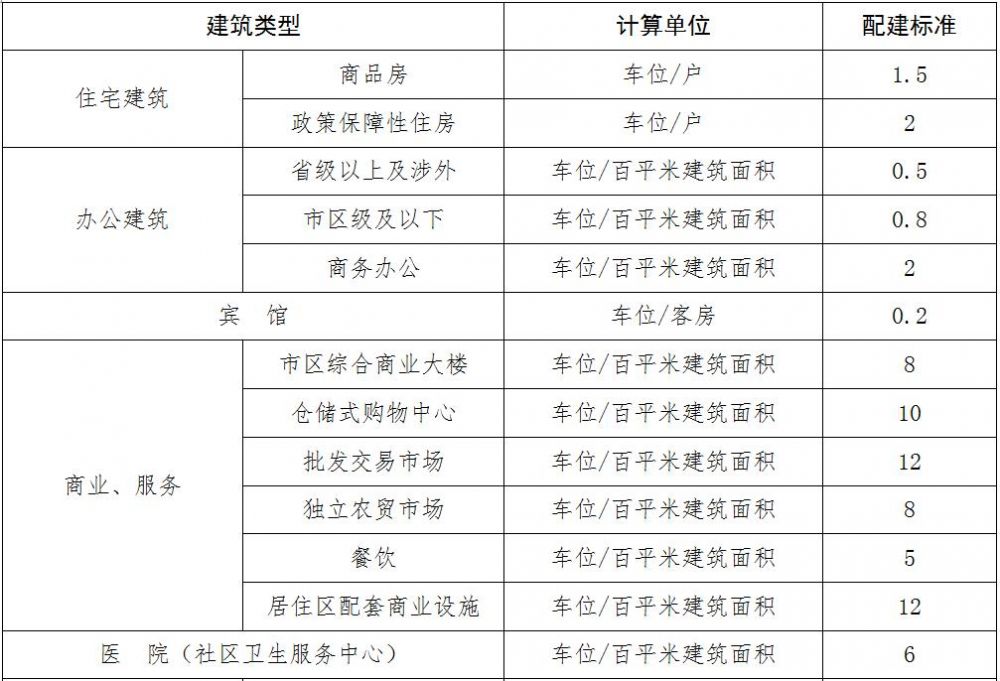 建筑类型 计算单位 配建标准
住宅建筑 商品房 车位/户 1.5
政策保障性住房 车位/户 2
办公建筑 省级以上及涉外 车位/百平米建筑面积 0.5
市区级及以下 车位/百平米建筑面积 0.8
商务办公 车位/百平米建筑面积 2
宾 馆 车位/客房 0.2
商业、服务 市区综合商业大楼 车位/百平米建筑面积 8
仓储式购物中心 车位/百平米建筑面积 10
批发交易市场 车位/百平米建筑面积 12
独立农贸市场 车位/百平米建筑面积 8
餐饮 车位/百平米建筑面积 5
居住区配套商业设施 车位/百平米建筑面积 12
医 院（社区卫生服务中心） 车位/百平米建筑面积 6